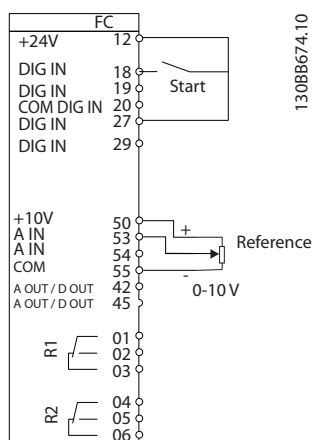 FC
+24V 12
DIG IN 18
DIG IN 19
COM DIG IN 20
DIG IN 27
DIG IN 29
Start
130BB674.10
+10V 50
A IN 53
A IN 54
COM 55
A OUT / D OUT 42
A OUT / D OUT 45
+
Reference
-
0-10 V
R1
01
02
03
R2
04
05
06